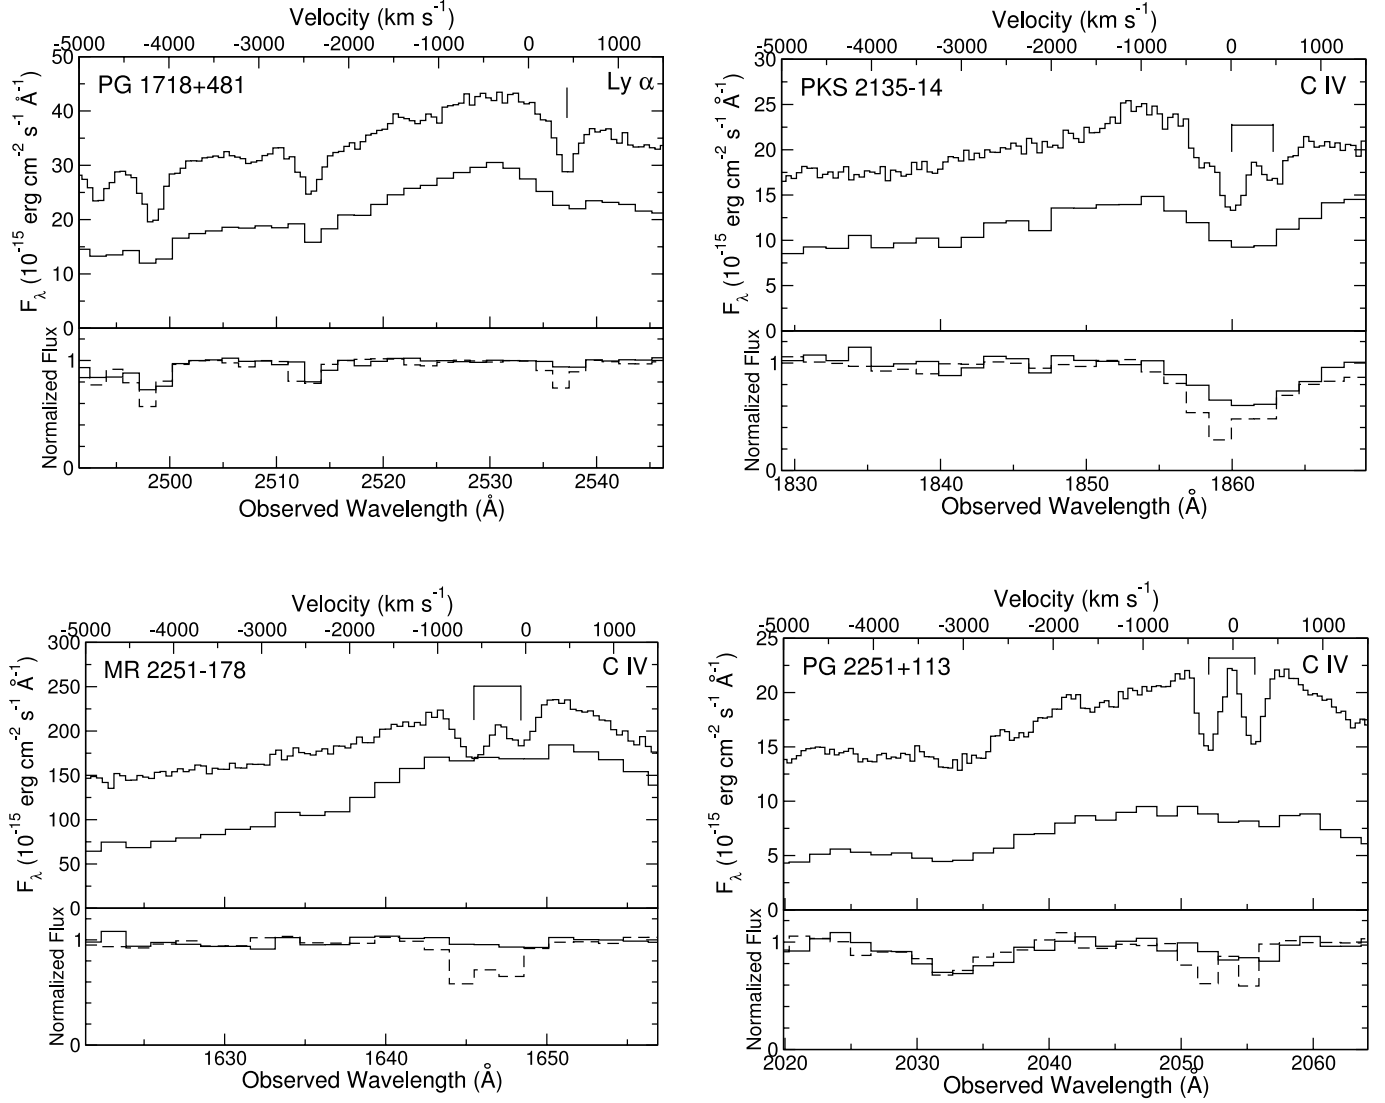 Velocity (km s-1)
-5000 -4000 -3000 -2000 -1000 0 1000
PG 1718+481
Ly α
50
40
30
20
10
0
Fλ (10-15 erg cm-2 s-1 Å-1)
1
0
Normalized Flux
2500 2510 2520 2530 2540
Observed Wavelength (Å)
Velocity (km s-1)
-5000 -4000 -3000 -2000 -1000 0 1000
PKS 2135-14
C IV
30
25
20
15
10
5
0
Fλ (10-15 erg cm-2 s-1 Å-1)
1
0
Normalized Flux
1830 1840 1850 1860
Observed Wavelength (Å)
Velocity (km s-1)
-5000 -4000 -3000 -2000 -1000 0 1000
MR 2251-178
C IV
300
250
200
150
100
50
0
Fλ (10-15 erg cm-2 s-1 Å-1)
1
0
Normalized Flux
1630 1640 1650
Observed Wavelength (Å)
Velocity (km s-1)
-5000 -4000 -3000 -2000 -1000 0 1000
PG 2251+113
C IV
25
20
15
10
5
0
Fλ (10-15 erg cm-2 s-1 Å-1)
1
0
Normalized Flux
2020 2030 2040 2050 2060
Observed Wavelength (Å)